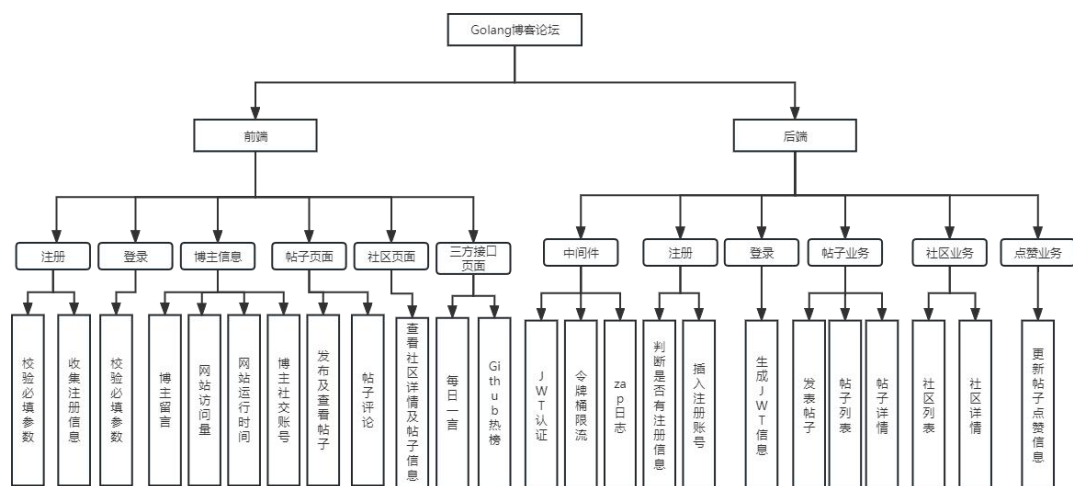 Golang博客论坛
前端
后端
注册
登录
博主信息
帖子页面
社区页面
三方接口
页面
中间件
注册
登录
帖子业务
社区业务
点赞业务
校验必填参数
收集注册信息
校验必填参数
博主留言
网站访问量
网站运行时间
博主社交账号
发布及查看帖子
帖子评论
查看社区详情及帖子信息
每日一言
Github热榜
JWT认证
令牌桶限流
zap日志
判断是否有注册信息
插入注册账号
生成JWT信息
发表帖子
帖子列表
帖子详情
社区列表
社区详情
更新帖子点赞信息